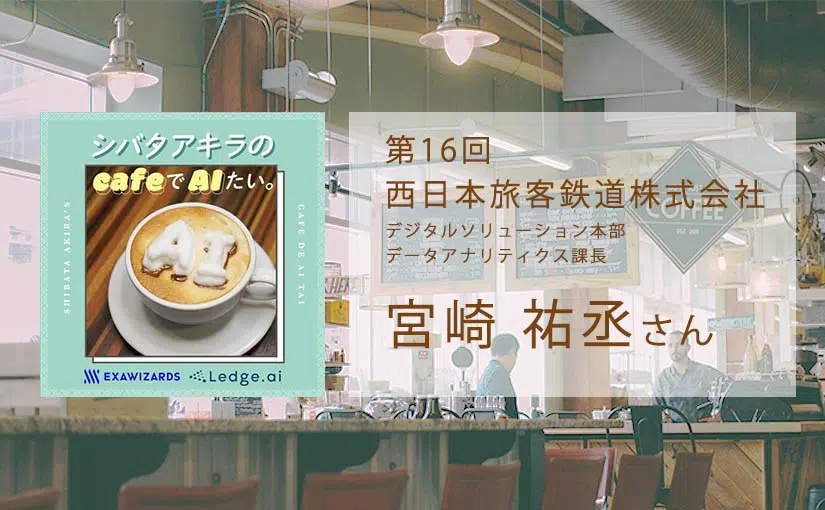 シバタアキラの
cafeでAIたい。
SHIBATA AKIRA'S
CAFE DE AI TAI
AI
EXAWIZARDS
Ledge.ai
第16回
西日本旅客鉄道株式会社
デジタルソリューション本部
データアナリティクス課長
宮崎 祐丞さん
COFFEE